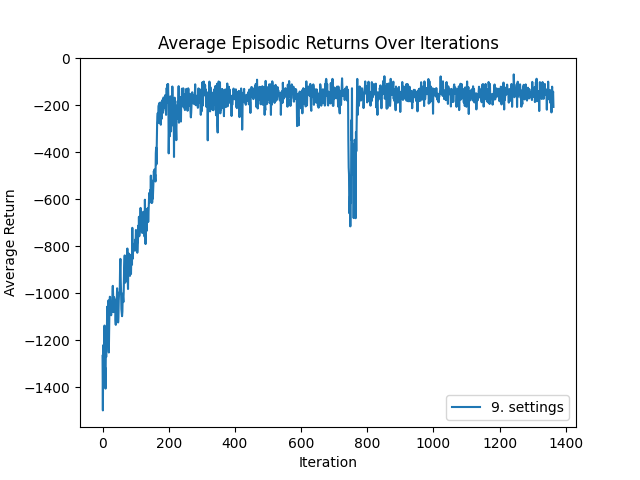 Average Episodic Returns Over Iterations
Average Return
0
−200
−400
−600
−800
−1000
−1200
−1400
0 200 400 600 800 1000 1200 1400
Iteration
9. settings